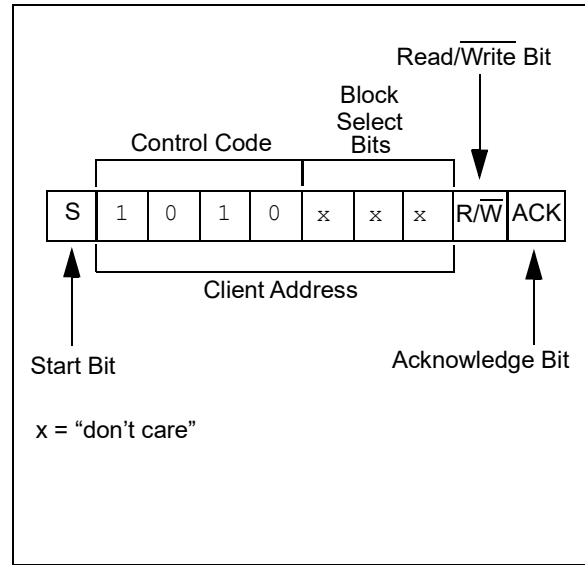 Read/Write Bit
Block
Select
Bits
Control Code
S 1 0 1 0 x x x R/W ACK
Client Address
Start Bit
Acknowledge Bit
x = “don’t care”